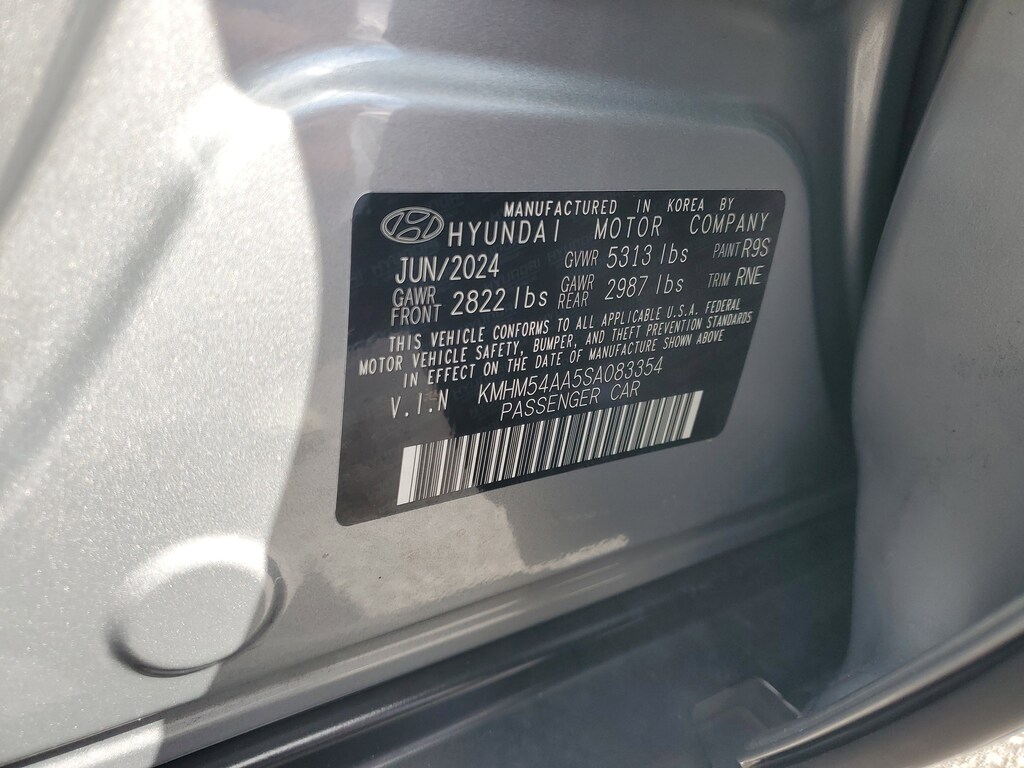 MANUFACTURED IN KOREA BY
HYUNDAI MOTOR COMPANY
JUN/2024 GVWR 5313 lbs PAINT R9S
GAWR FRONT 2822 lbs GAWR REAR 2987 lbs TRIM RNE
THIS VEHICLE CONFORMS TO ALL APPLICABLE U.S.A. FEDERAL
MOTOR VEHICLE SAFETY, BUMPER, AND THEFT PREVENTION STANDARDS
IN EFFECT ON THE DATE OF MANUFACTURE SHOWN ABOVE
V.I.N KMHM54AA5SA083354
PASSENGER CAR